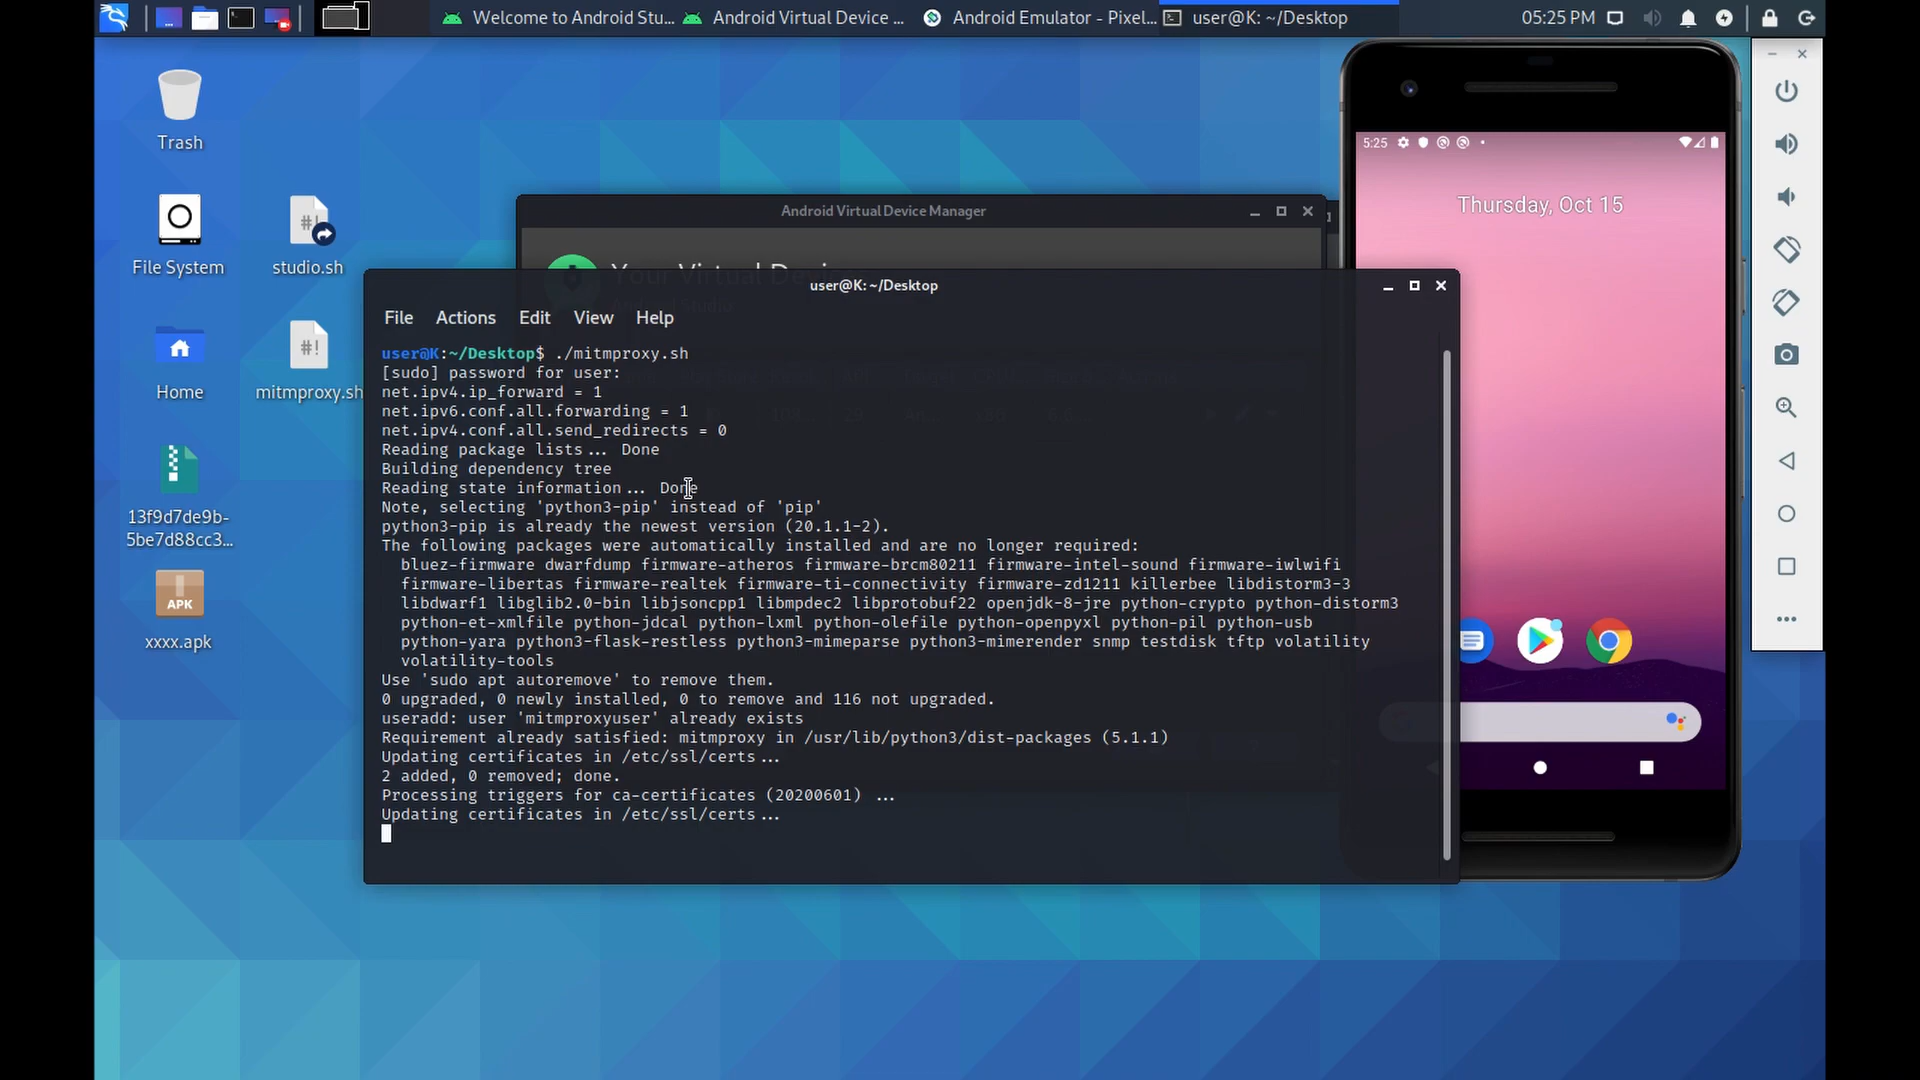 Welcome to Android Stu...
Android Virtual Device ...
Android Emulator - Pixel...
user@K: ~/Desktop
05:25 PM
Trash
File System
studio.sh
Home
mitmproxy.sh
13f9d7de9b-
5be7d88cc3...
APK
xxxx.apk
Android Virtual Device Manager
Your Virtual Devi
Android Studio
user@K: ~/Desktop
File Actions Edit View Help
user@K:~/Desktop$ ./mitmproxy.sh
[sudo] password for user:
net.ipv4.ip_forward = 1
net.ipv6.conf.all.forwarding = 1
net.ipv4.conf.all.send_redirects = 0
Reading package lists... Done
Building dependency tree
Reading state information... Done
Note, selecting 'python3-pip' instead of 'pip'
python3-pip is already the newest version (20.1.1-2).
The following packages were automatically installed and are no longer required:
bluez-firmware dwarfdump firmware-atheros firmware-brcm80211 firmware-intel-sound firmware-iwlwifi
firmware-libertas firmware-realtek firmware-ti-connectivity firmware-zd1211 killerbee libdistorm3-3
libdwarf1 libglib2.0-bin libjsoncpp1 libmpdec2 libprotobuf22 openjdk-8-jre python-crypto python-distorm3
python-et-xmlfile python-jdcal python-lxml python-olefile python-openpyxl python-pil python-usb
python-yara python3-flask-restless python3-mimeparse python3-mimerender snmp testdisk tftp volatility
volatility-tools
Use 'sudo apt autoremove' to remove them.
0 upgraded, 0 newly installed, 0 to remove and 116 not upgraded.
useradd: user 'mitmproxyuser' already exists
Requirement already satisfied: mitmproxy in /usr/lib/python3/dist-packages (5.1.1)
Updating certificates in /etc/ssl/certs...
2 added, 0 removed; done.
Processing triggers for ca-certificates (20200601) ...
Updating certificates in /etc/ssl/certs...
5:25
Thursday, Oct 15